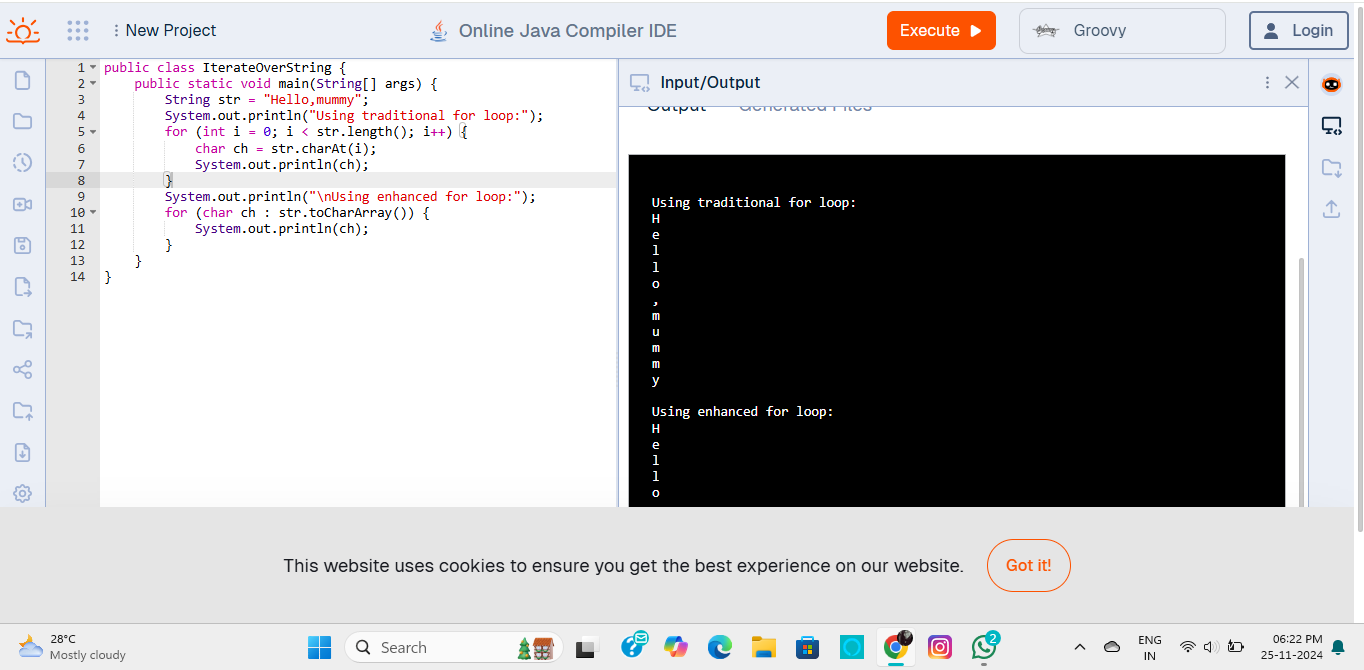 New Project
Online Java Compiler IDE
Execute
Groovy
Login
1 public class IterateOverString {
2     public static void main(String[] args) {
3         String str = "Hello,mummy";
4         System.out.println("Using traditional for loop:");
5         for (int i = 0; i < str.length(); i++) {
6             char ch = str.charAt(i);
7             System.out.println(ch);
8         }
9         System.out.println("\nUsing enhanced for loop:");
10         for (char ch : str.toCharArray()) {
11             System.out.println(ch);
12         }
13     }
14 }
Input/Output
Output Generated Files
Using traditional for loop:
H
e
l
l
o
,
m
u
m
m
y
Using enhanced for loop:
H
e
l
l
o
This website uses cookies to ensure you get the best experience on our website.
Got it!
28°C
Mostly cloudy
Search
2
ENG
IN
06:22 PM
25-11-2024